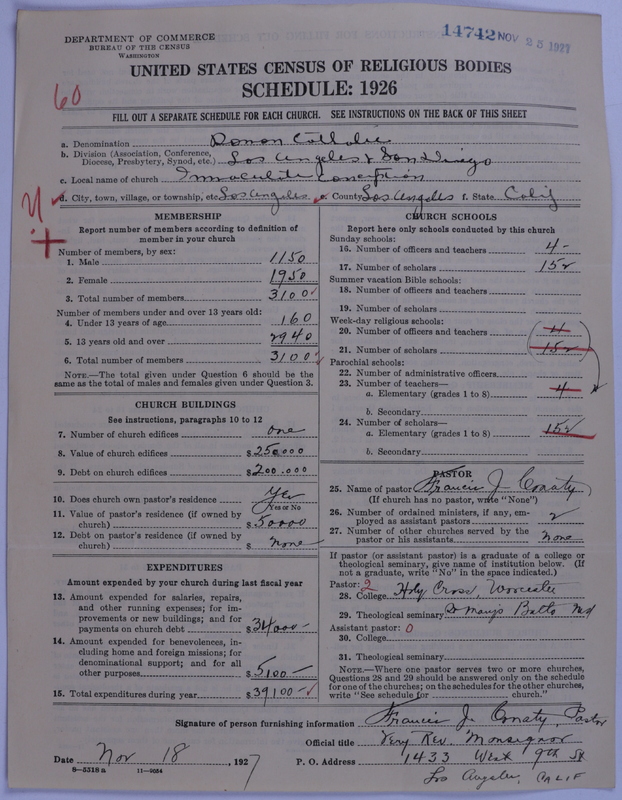 14742 NOV 23 1927
DEPARTMENT OF COMMERCE
BUREAU OF THE CENSUS
WASHINGTON
UNITED STATES CENSUS OF RELIGIOUS BODIES
SCHEDULE: 1926
60
FILL OUT A SEPARATE SCHEDULE FOR EACH CHURCH. SEE INSTRUCTIONS ON THE BACK OF THIS SHEET
a. Denomination Roman Catholic
b. Division (Association, Conference, Diocese, Presbytery, Synod, etc.) Los Angeles & San Diego
c. Local name of church Immaculate Conception
d. City, town, village, or township, etc. Los Angeles e. County Los Angeles f. State Calif
MEMBERSHIP
Report number of members according to definition of
member in your church
Number of members, by sex:
1. Male 1150
2. Female 1950
3. Total number of members 3100
Number of members under and over 13 years old:
4. Under 13 years of age 160
5. 13 years old and over 2940
6. Total number of members 3100
NOTE.—The total given under Question 6 should be
same as the total of males and females given under Question 3.
CHURCH BUILDINGS
See instructions, paragraphs 10 to 12
7. Number of church edifices one
8. Value of church edifices $ 250000
9. Debt on church edifices $ 200.000
10. Does church own pastor's residence Yes
Yes or No
11. Value of pastor's residence (if owned by
church) $ 50000
12. Debt on pastor's residence (if owned by
church) $ none
EXPENDITURES
Amount expended by your church during last fiscal year
13. Amount expended for salaries, repairs,
and other running expenses; for im-
provements or new buildings; and for
payments on church debt $ 34000—
14. Amount expended for benevolences, in-
cluding home and foreign missions; for
denominational support; and for all
other purposes $ 5100—
15. Total expenditures during year $ 39100—
CHURCH SCHOOLS
Report here only schools conducted by this church
Sunday schools:
16. Number of officers and teachers 4-
17. Number of scholars 152
Summer vacation Bible schools:
18. Number of officers and teachers
19. Number of scholars
Week-day religious schools:
20. Number of officers and teachers 4
21. Number of scholars 152
Parochial schools:
22. Number of administrative officers
23. Number of teachers—
a. Elementary (grades 1 to 8) 4
b. Secondary
24. Number of scholars—
a. Elementary (grades 1 to 8) 152
b. Secondary
PASTOR
25. Name of pastor Francis J. Conaty
(If church has no pastor, write "None")
26. Number of ordained ministers, if any, em-
ployed as assistant pastors 2
27. Number of other churches served by the
pastor or his assistants none
If pastor (or assistant pastor) is a graduate of a college or
theological seminary, give name of institution below. (If
not a graduate, write "No" in the space indicated.)
Pastor: 2
28. College Holy Cross, Worcester
29. Theological seminary St Marys Balto Md
Assistant pastor: 0
30. College
31. Theological seminary
NOTE.—Where one pastor serves two or more churches,
Questions 28 and 29 should be answered only on the schedule
for one of the churches; on the schedules for the other churches,
write "See schedule for church."
Signature of person furnishing information Francis J. Conaty, Pastor
Official title Very Rev. Monsignor
Date Nov 18, 1927 P. O. Address 1433 West 9th St
8-5518a 11-9654
Los Angeles, CALIF